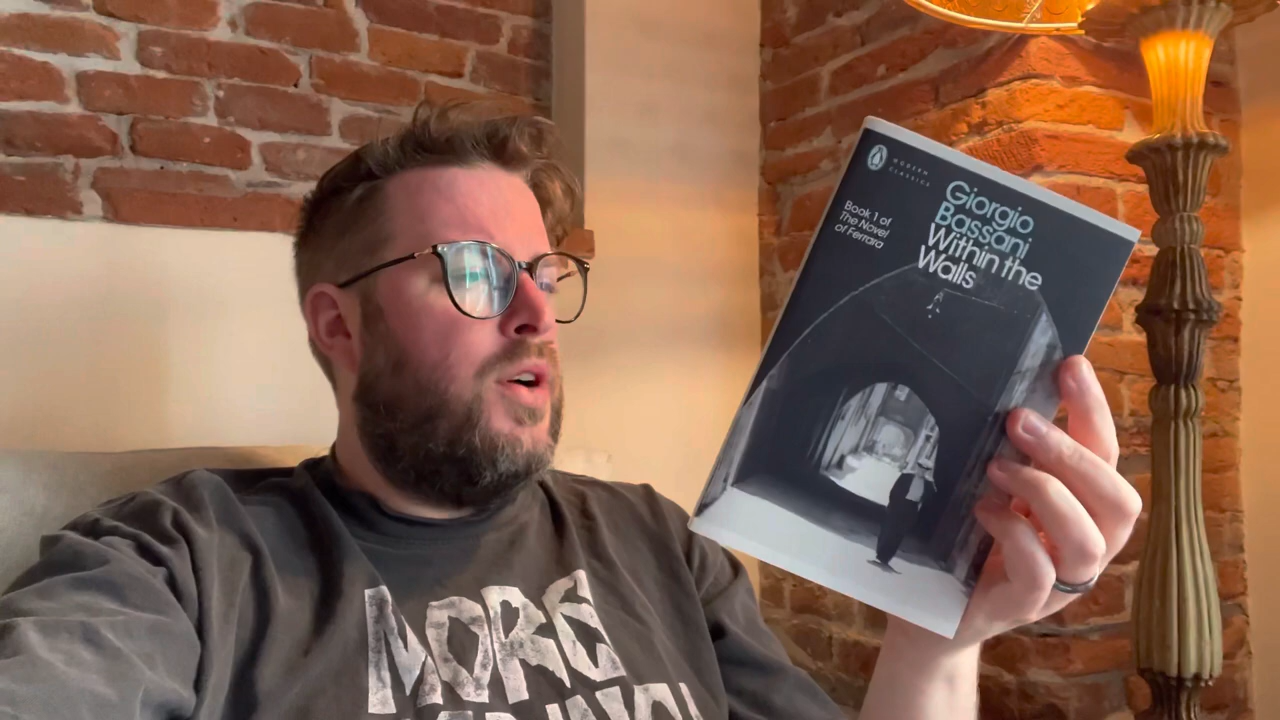 MODERN
CLASSICS
Giorgio
Bassani
Within the
Walls
Book 1 of
The Novel
of Ferrara
MORE